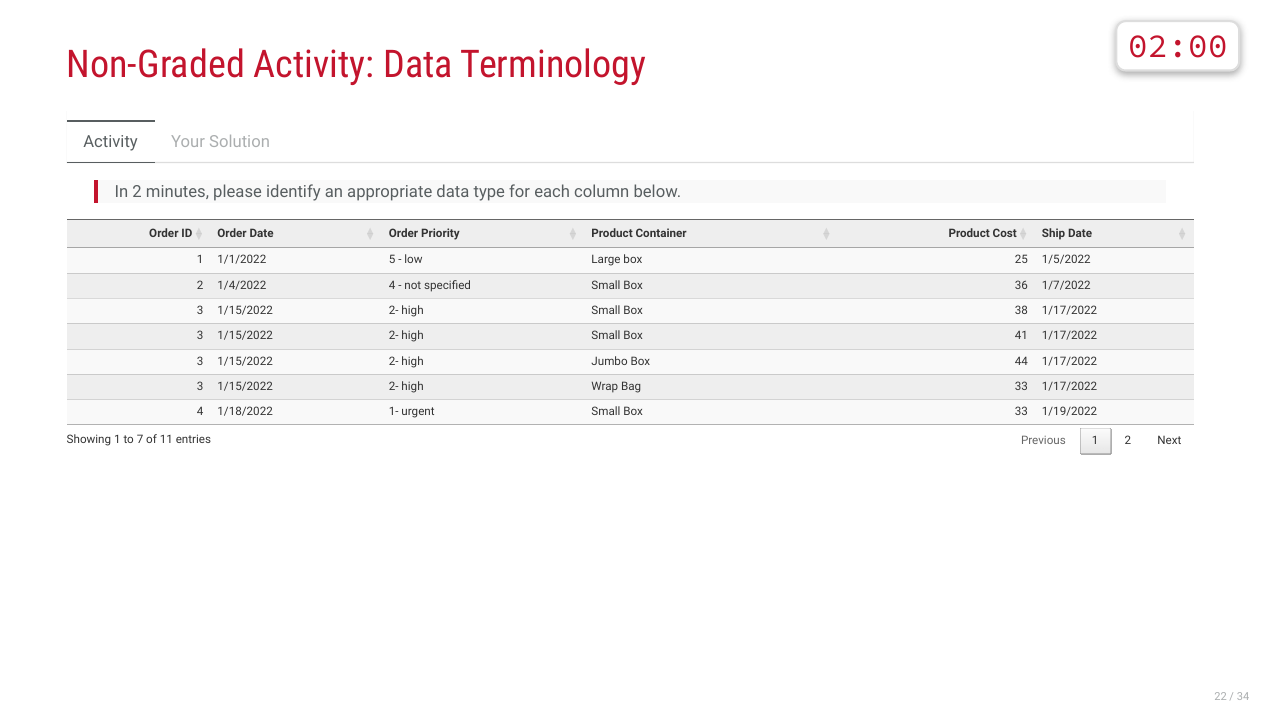 Non-Graded Activity: Data Terminology
02:00
Activity Your Solution
In 2 minutes, please identify an appropriate data type for each column below.
Order ID Order Date Order Priority Product Container Product Cost Ship Date
1 1/1/2022 5 - low Large box 25 1/5/2022
2 1/4/2022 4 - not specified Small Box 36 1/7/2022
3 1/15/2022 2- high Small Box 38 1/17/2022
3 1/15/2022 2- high Small Box 41 1/17/2022
3 1/15/2022 2- high Jumbo Box 44 1/17/2022
3 1/15/2022 2- high Wrap Bag 33 1/17/2022
4 1/18/2022 1- urgent Small Box 33 1/19/2022
Showing 1 to 7 of 11 entries Previous 1 2 Next
22 / 34